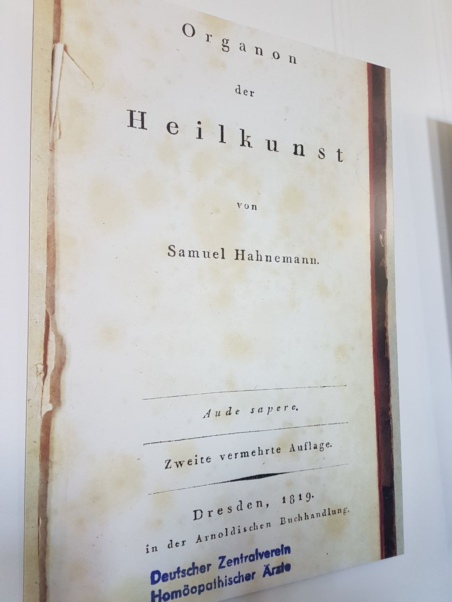 Organon
der
Heilkunst
von
Samuel Hahnemann.
Aude sapere.
Zweite vermehrte Auflage.
Dresden, 1819.
in der Arnoldischen Buchhandlung.
Deutscher Zentralverein
Homöopathischer Ärzte